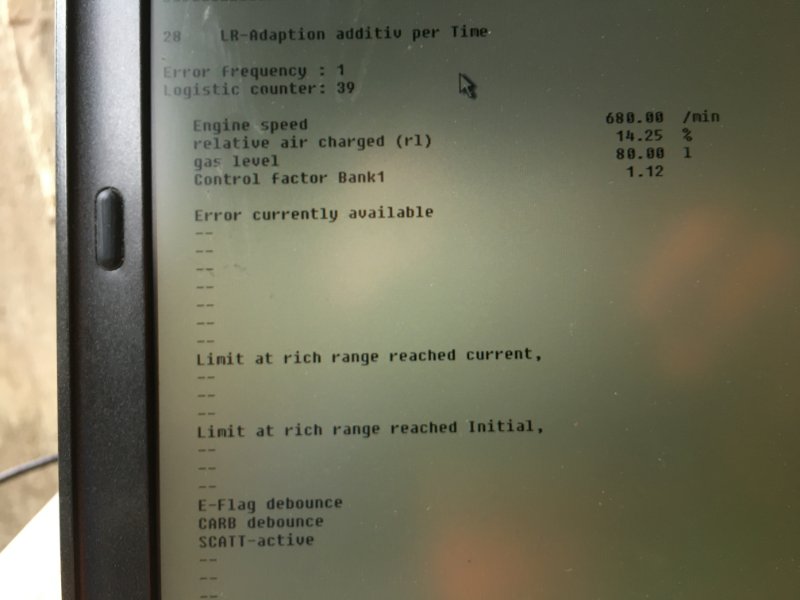 28 LR-Adaption additiv per Time
Error frequency : 1
Logistic counter: 39
Engine speed 680.00 /min
relative air charged (rl) 14.25 %
gas level 80.00 l
Control factor Bank1 1.12
Error currently available
--
--
--
--
--
--
--
Limit at rich range reached current,
--
--
--
Limit at rich range reached Initial,
--
--
--
E-Flag debounce
CARB debounce
SCATT-active
--
--
--